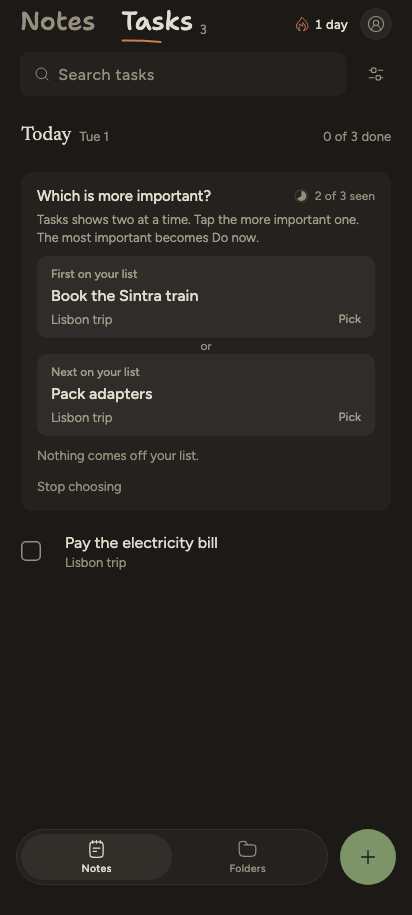 Notes Tasks 3 1 day
Search tasks
Today Tue 1 0 of 3 done
Which is more important? 2 of 3 seen
Tasks shows two at a time. Tap the more important one.
The most important becomes Do now.
First on your list
Book the Sintra train
Lisbon trip Pick
or
Next on your list
Pack adapters
Lisbon trip Pick
Nothing comes off your list.
Stop choosing
Pay the electricity bill
Lisbon trip
Notes Folders